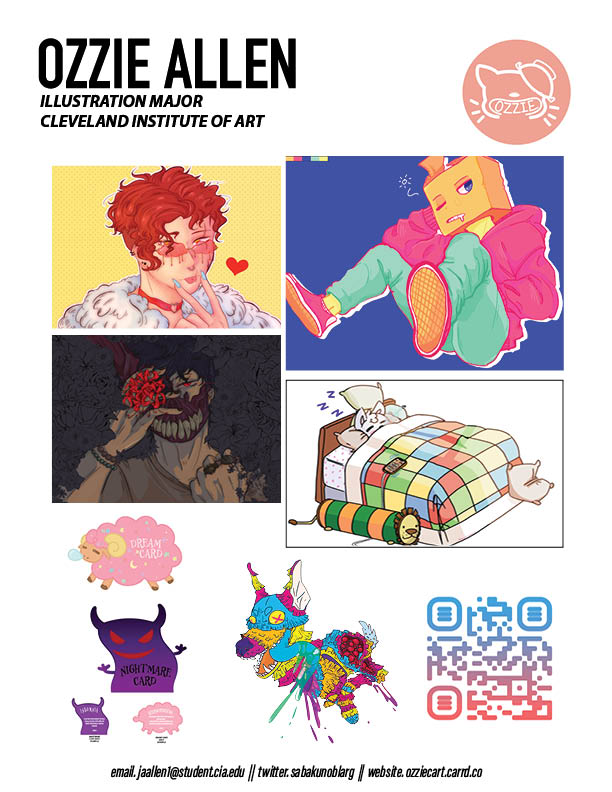 OZZIE ALLEN
ILLUSTRATION MAJOR
CLEVELAND INSTITUTE OF ART
OZZIE
Z Z Z
DREAM
CARD
NIGHTMARE
CARD
email. jaallen1@student.cia.edu || twitter. sabakunoblarg || website. ozziecart.carrd.co